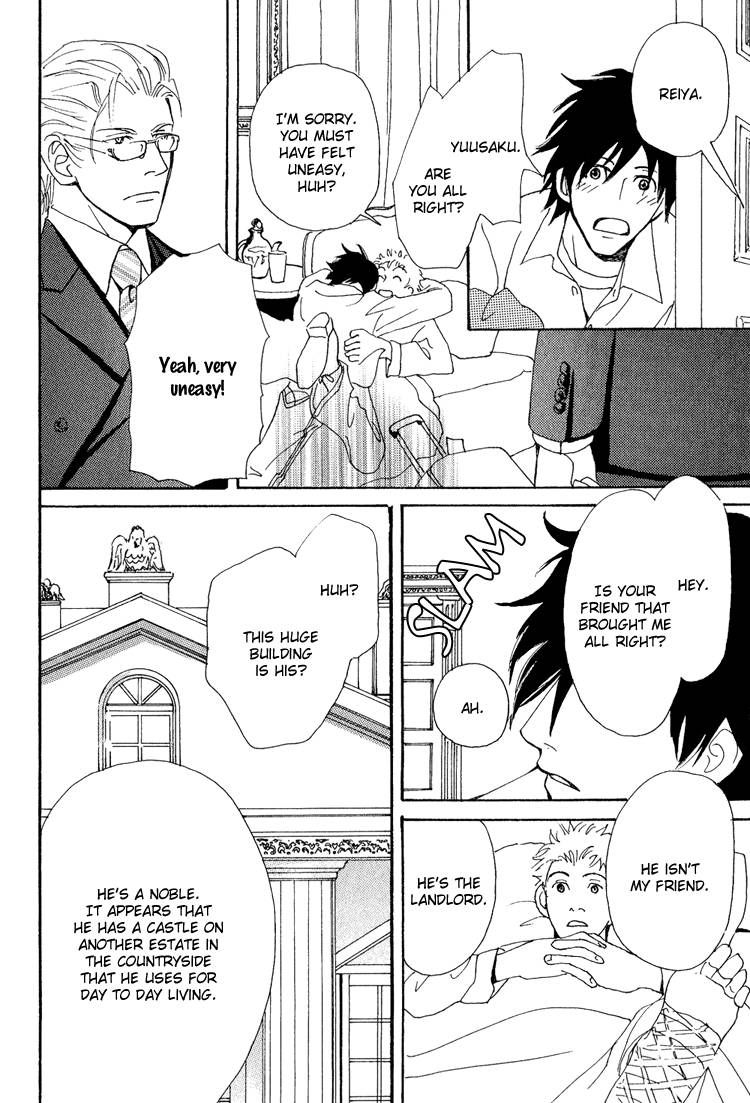 REIYA.
YUUSAKU.
ARE
YOU ALL
RIGHT?
I'M SORRY.
YOU MUST
HAVE FELT
UNEASY,
HUH?
Yeah, very
uneasy!
HEY.
IS YOUR
FRIEND THAT
BROUGHT ME
ALL RIGHT?
SLAM
AH.
HE ISN'T
MY FRIEND.
HE'S THE
LANDLORD.
HUH?
THIS HUGE
BUILDING
IS HIS?
HE'S A NOBLE.
IT APPEARS THAT
HE HAS A CASTLE ON
ANOTHER ESTATE IN
THE COUNTRYSIDE
THAT HE USES FOR
DAY TO DAY LIVING.